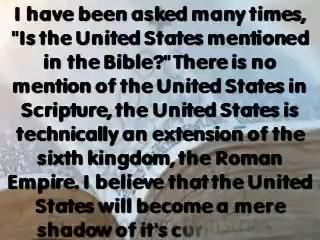 I have been asked many times,
"Is the United States mentioned
in the Bible?" There is no
mention of the United States in
Scripture, the United States is
technically an extension of the
sixth kingdom, the Roman
Empire. I believe that the United
States will become a mere
shadow of it's